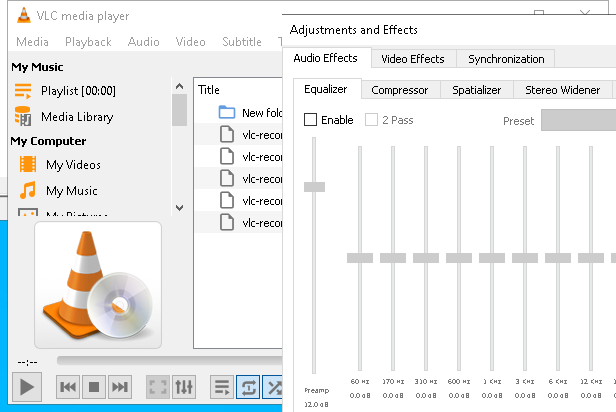 VLC media player
Media Playback Audio Video Subtitle
My Music
Playlist [00:00]
Media Library
My Computer
My Videos
My Music
My Pictures
Title
New fold
vlc-recor
vlc-recor
vlc-recor
vlc-recor
vlc-recor
--:--
Adjustments and Effects
Audio Effects Video Effects Synchronization
Equalizer Compressor Spatializer Stereo Widener
Enable 2 Pass Preset
60 Hz 170 Hz 310 Hz 600 Hz 1 KHz 3 KHz 6 KHz 12 KHz
Preamp 0.0 dB 0.0 dB 0.0 dB 0.0 dB 0.0 dB 0.0 dB 0.0 dB 0.0 dB
12.0 dB